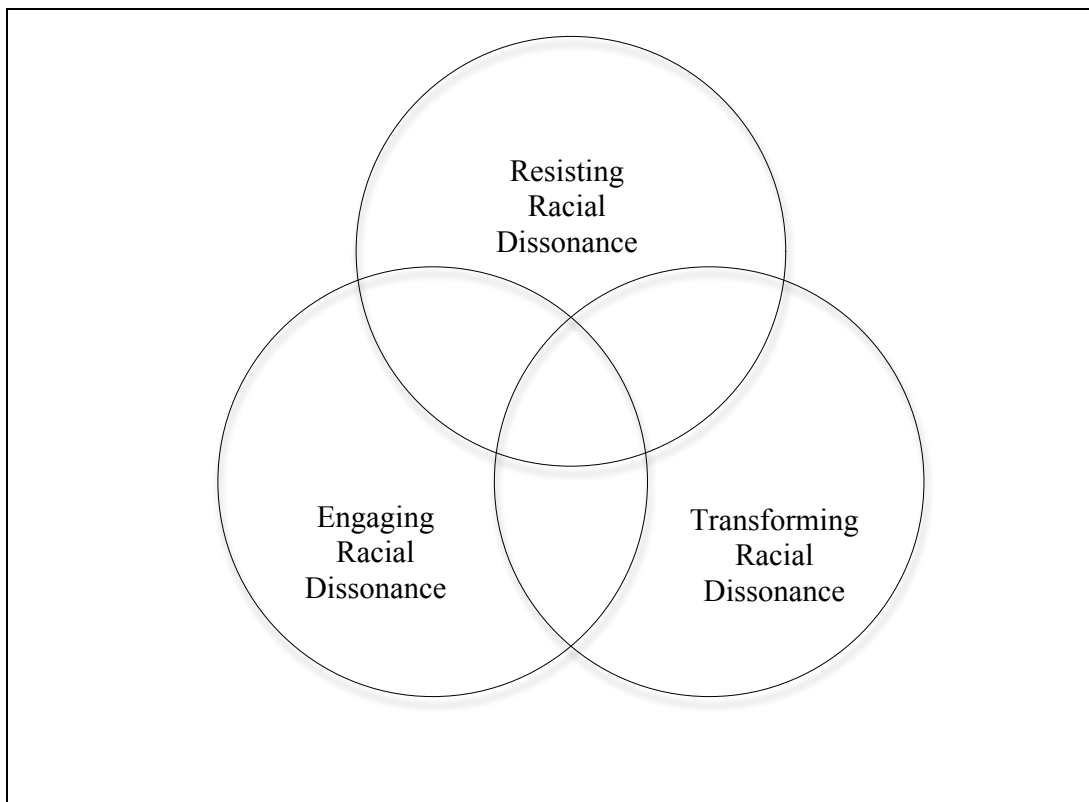 Resisting
Racial
Dissonance
Engaging
Racial
Dissonance
Transforming
Racial
Dissonance